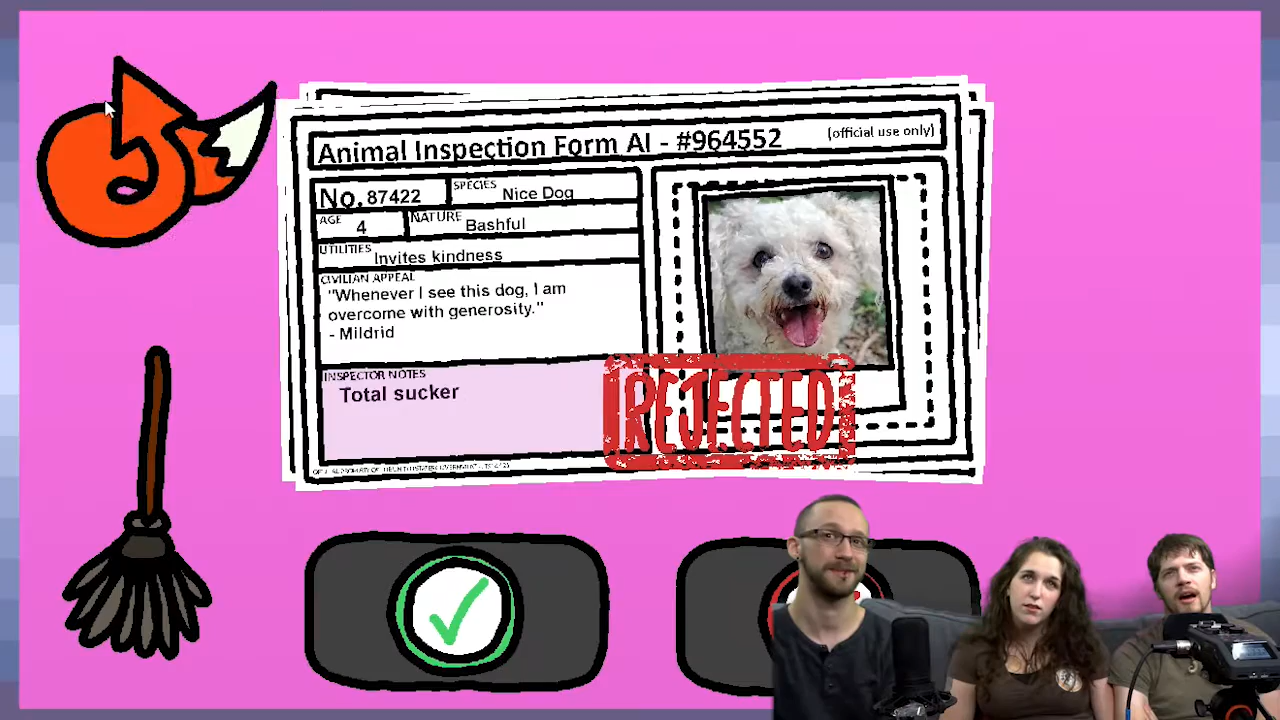 Animal Inspection Form AI - #964552
(official use only)
No. 87422
SPECIES Nice Dog
AGE 4
NATURE Bashful
UTILITIES Invites kindness
CIVILIAN APPEAL
"Whenever I see this dog, I am
overcome with generosity."
- Mildrid
INSPECTOR NOTES
Total sucker
REJECTED